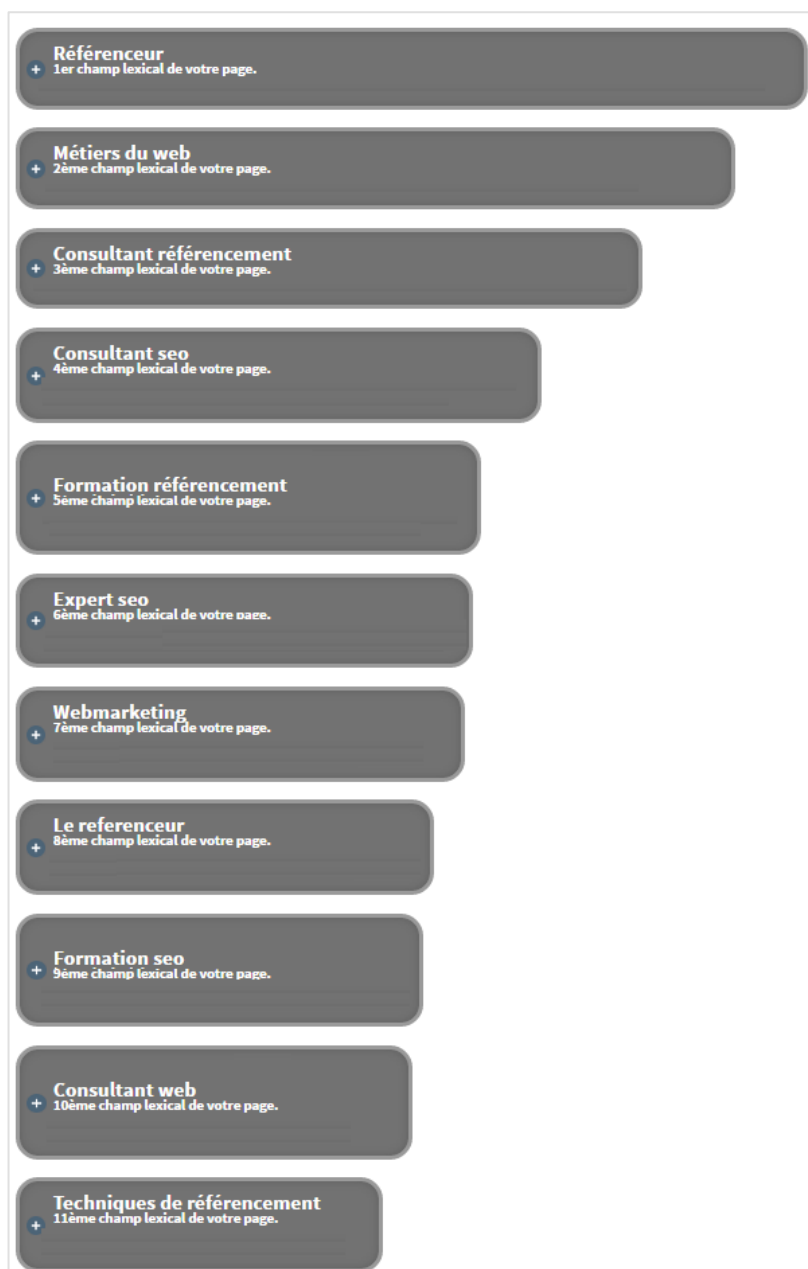 Référenceur
1er champ lexical de votre page.
Métiers du web
2ème champ lexical de votre page.
Consultant référencement
3ème champ lexical de votre page.
Consultant seo
4ème champ lexical de votre page.
Formation référencement
5ème champ lexical de votre page.
Expert seo
6ème champ lexical de votre page.
Webmarketing
7ème champ lexical de votre page.
Le referenceur
8ème champ lexical de votre page.
Formation seo
9ème champ lexical de votre page.
Consultant web
10ème champ lexical de votre page.
Techniques de référencement
11ème champ lexical de votre page.